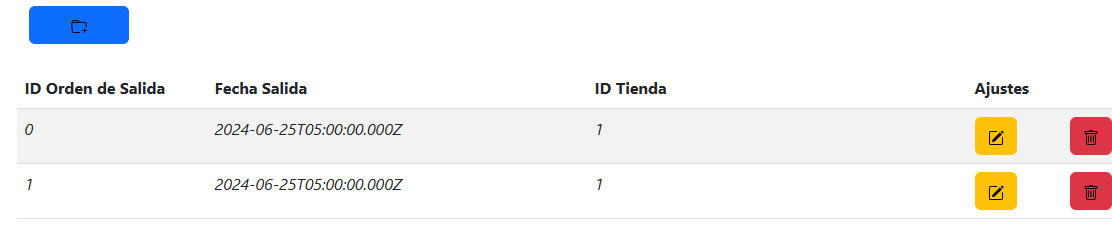 ID Orden de Salida Fecha Salida ID Tienda Ajustes
0 2024-06-25T05:00:00.000Z 1
1 2024-06-25T05:00:00.000Z 1